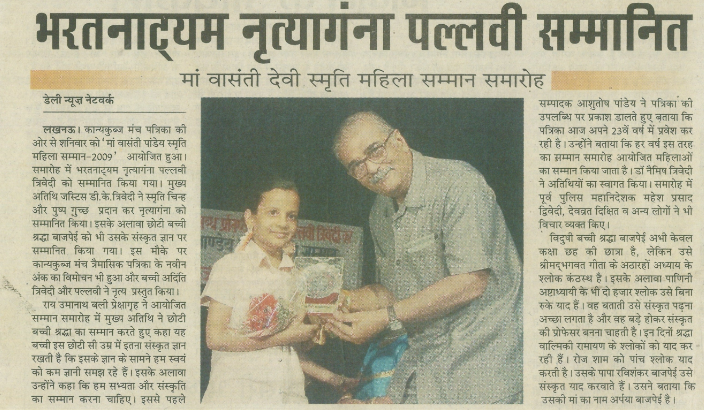 भरतनाट्यम नृत्यागंना पल्लवी सम्मानित
मां वासंती देवी स्मृति महिला सम्मान समारोह
डेली न्यूज़ नेटवर्क
लखनऊ। कान्यकुब्ज मंच पत्रिका की
ओर से शनिवार को 'मां वासंती पांडेय स्मृति
महिला सम्मान-2009' आयोजित हुआ।
समारोह में भरतनाट्यम नृत्यागंना पल्लवी
त्रिवेदी को सम्मानित किया गया। मुख्य
अतिथि जस्टिस डी.के.त्रिवेदी ने स्मृति चिन्ह
और पुष्प गुच्छ प्रदान कर नृत्यागंना को
सम्मानित किया। इसके अलावा छोटी बच्ची
श्रद्धा बाजपेई को भी उसके संस्कृत ज्ञान पर
सम्मानित किया गया। इस मौके पर
कान्यकुब्ज मंच त्रैमासिक पत्रिका के नवीन
अंक का विमोचन भी हुआ और बच्ची अदिति
त्रिवेदी और पल्लवी ने नृत्य प्रस्तुत किया।
राय उमानाथ बली प्रेक्षागृह ने आयोजित
सम्मान समारोह में मुख्य अतिथि ने छोटी
बच्ची श्रद्धा का सम्मान करते हुए कहा यह
बच्ची इस छोटी सी उम्र में इतना संस्कृत ज्ञान
रखती है कि इसके ज्ञान के सामने हम स्वयं
को कम ज्ञानी समझ रहे हैं। इसके अलावा
उन्होंने कहा कि हम सभ्यता और संस्कृति
का सम्मान करना चाहिए। इससे पहले
सम्पादक आशुतोष पांडेय ने पत्रिका की
उपलब्धि पर प्रकाश डालते हुए बताया कि
पत्रिका आज अपने 23वें वर्ष में प्रवेश कर
रही है। उन्होंने बताया कि हर वर्ष इस तरह
का सम्मान समारोह आयोजित महिलाओं
का सम्मान किया जाता है। डॉ नैमिष त्रिवेदी
ने अतिथियों का स्वागत किया। समारोह में
पूर्व पुलिस महानिदेशक महेश प्रसाद
द्विवेदी, देवव्रत दिक्षित व अन्य लोगों ने भी
विचार व्यक्त किए।
विदुषी बच्ची श्रद्धा बाजपेई अभी केवल
कक्षा छह की छात्रा है, लेकिन उसे
श्रीमद्भगवत गीता के अठारहों अध्याय के
श्लोक कंठस्थ है। इसके अलावा पाणिनी
अष्टाध्यायी के भीं दो हजार श्लोक उसे बिना
रुके याद हैं। वह बताती उसे संस्कृत पढ़ना
अच्छा लगता है और वह बड़े होकर संस्कृत
की प्रोफेसर बनना चाहती है। इन दिनों श्रद्धा
वाल्मिकी रामायण के श्लोकों को याद कर
रही हैं। रोज शाम को पांच श्लोक याद
करती है। उसके पापा रविशंकर बाजपेई उसे
संस्कृत याद करवाते हैं। उसने बताया कि
उसकी मां का नाम अर्पया बाजपेई है।